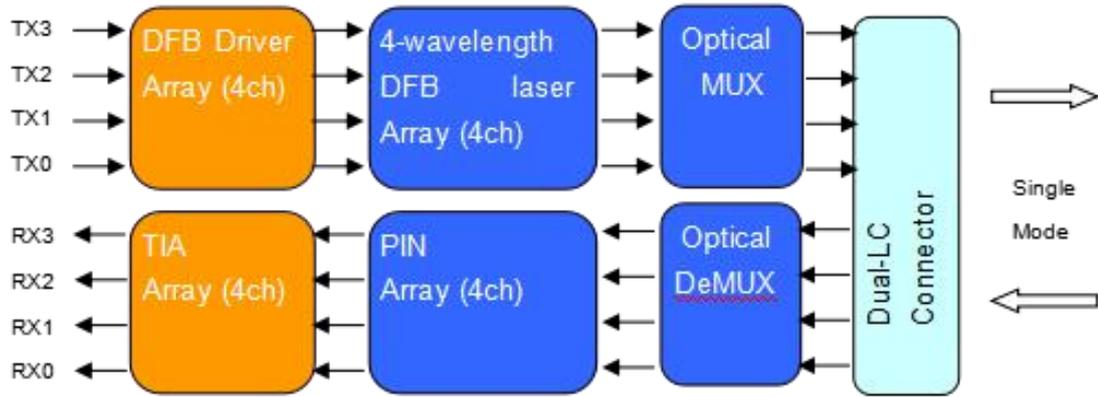 TX3
TX2
TX1
TX0
DFB Driver
Array (4ch)
4-wavelength
DFB laser
Array (4ch)
Optical
MUX
RX3
RX2
RX1
RX0
TIA
Array (4ch)
PIN
Array (4ch)
Optical
DeMUX
Dual-LC
Connector
Single
Mode